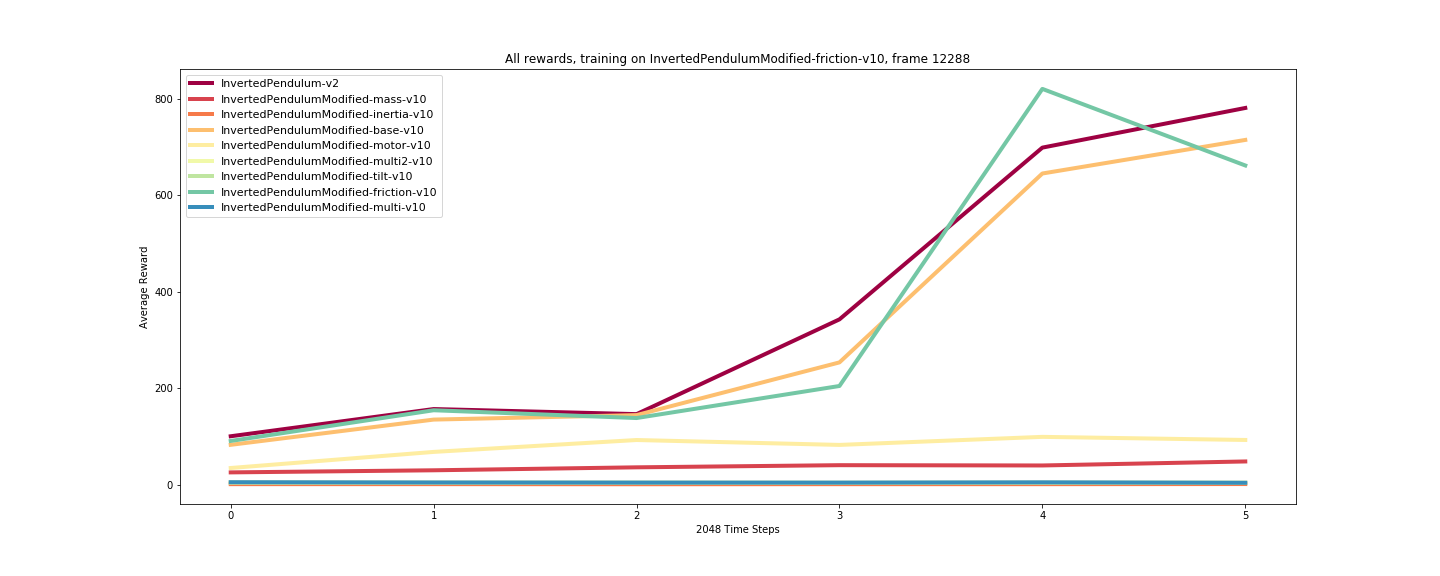 All rewards, training on InvertedPendulumModified-friction-v10, frame 12288
InvertedPendulum-v2
InvertedPendulumModified-mass-v10
InvertedPendulumModified-inertia-v10
InvertedPendulumModified-base-v10
InvertedPendulumModified-motor-v10
InvertedPendulumModified-multi2-v10
InvertedPendulumModified-tilt-v10
InvertedPendulumModified-friction-v10
InvertedPendulumModified-multi-v10
800
600
400
200
0
Average Reward
0 1 2 3 4 5
2048 Time Steps